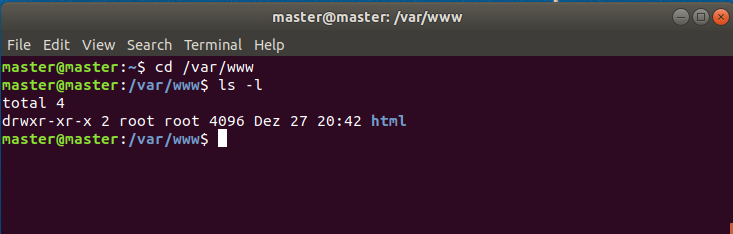 master@master: /var/www
File Edit View Search Terminal Help
master@master:~$ cd /var/www
master@master:/var/www$ ls -l
total 4
drwxr-xr-x 2 root root 4096 Dez 27 20:42 html
master@master:/var/www$